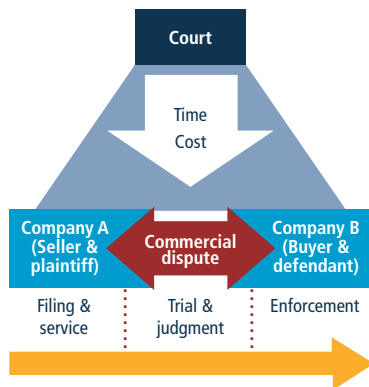 Court
Time
Cost
Company A
(Seller &
plaintiff)
Commercial
dispute
Company B
(Buyer &
defendant)
Filing &
service
Trial &
judgment
Enforcement